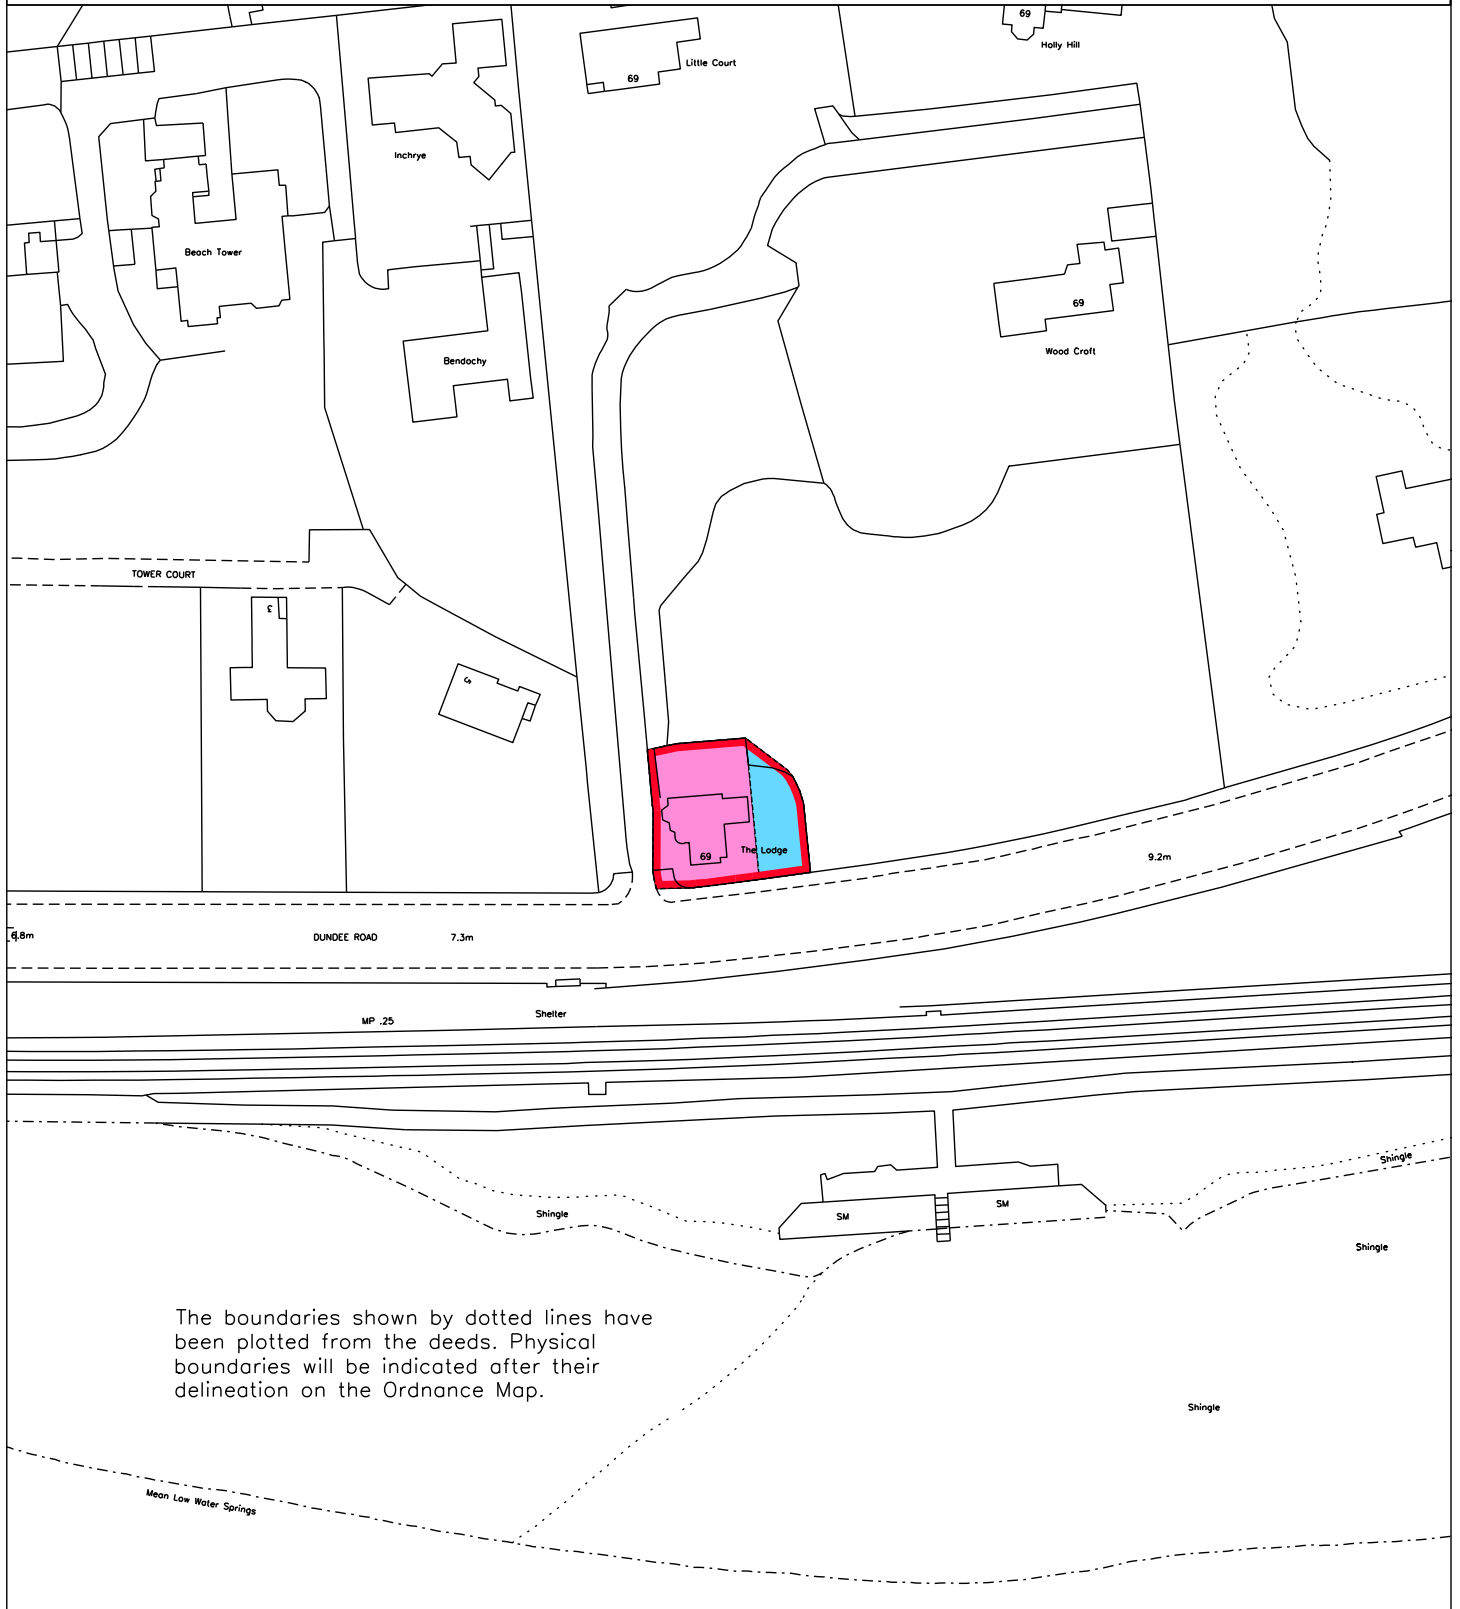 69
Holly Hill
Little Court
69
Inchrye
Beach Tower
69
Wood Croft
Bendochy
TOWER COURT
3
5
69
The Lodge
9.2m
6.8m
DUNDEE ROAD
7.3m
Shelter
MP .25
Shingle
Shingle
SM
SM
Shingle
The boundaries shown by dotted lines have
been plotted from the deeds. Physical
boundaries will be indicated after their
delineation on the Ordnance Map.
Shingle
Mean Low Water Springs